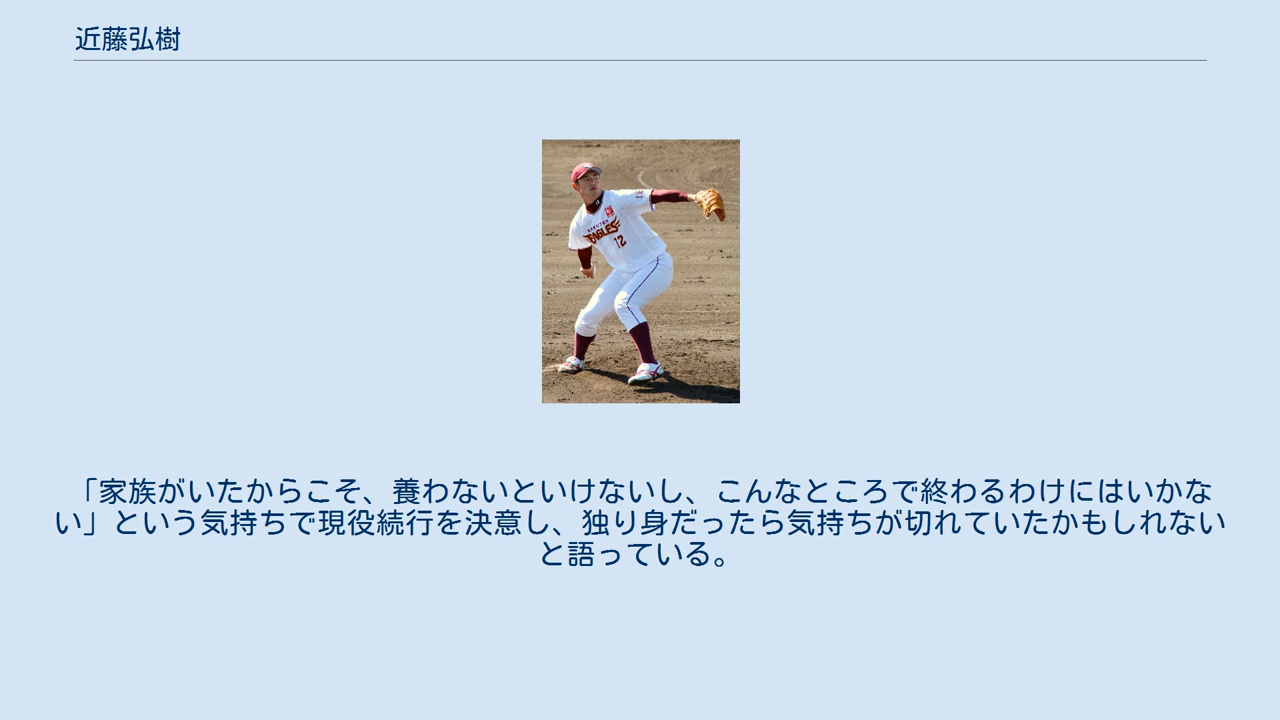 近藤弘樹
RAKUTEN
EAGLES
12
「家族がいたからこそ、養わないといけないし、こんなところで終わるわけにはいかな
い」という気持ちで現役続行を決意し、独り身だったら気持ちが切れていたかもしれない
と語っている。